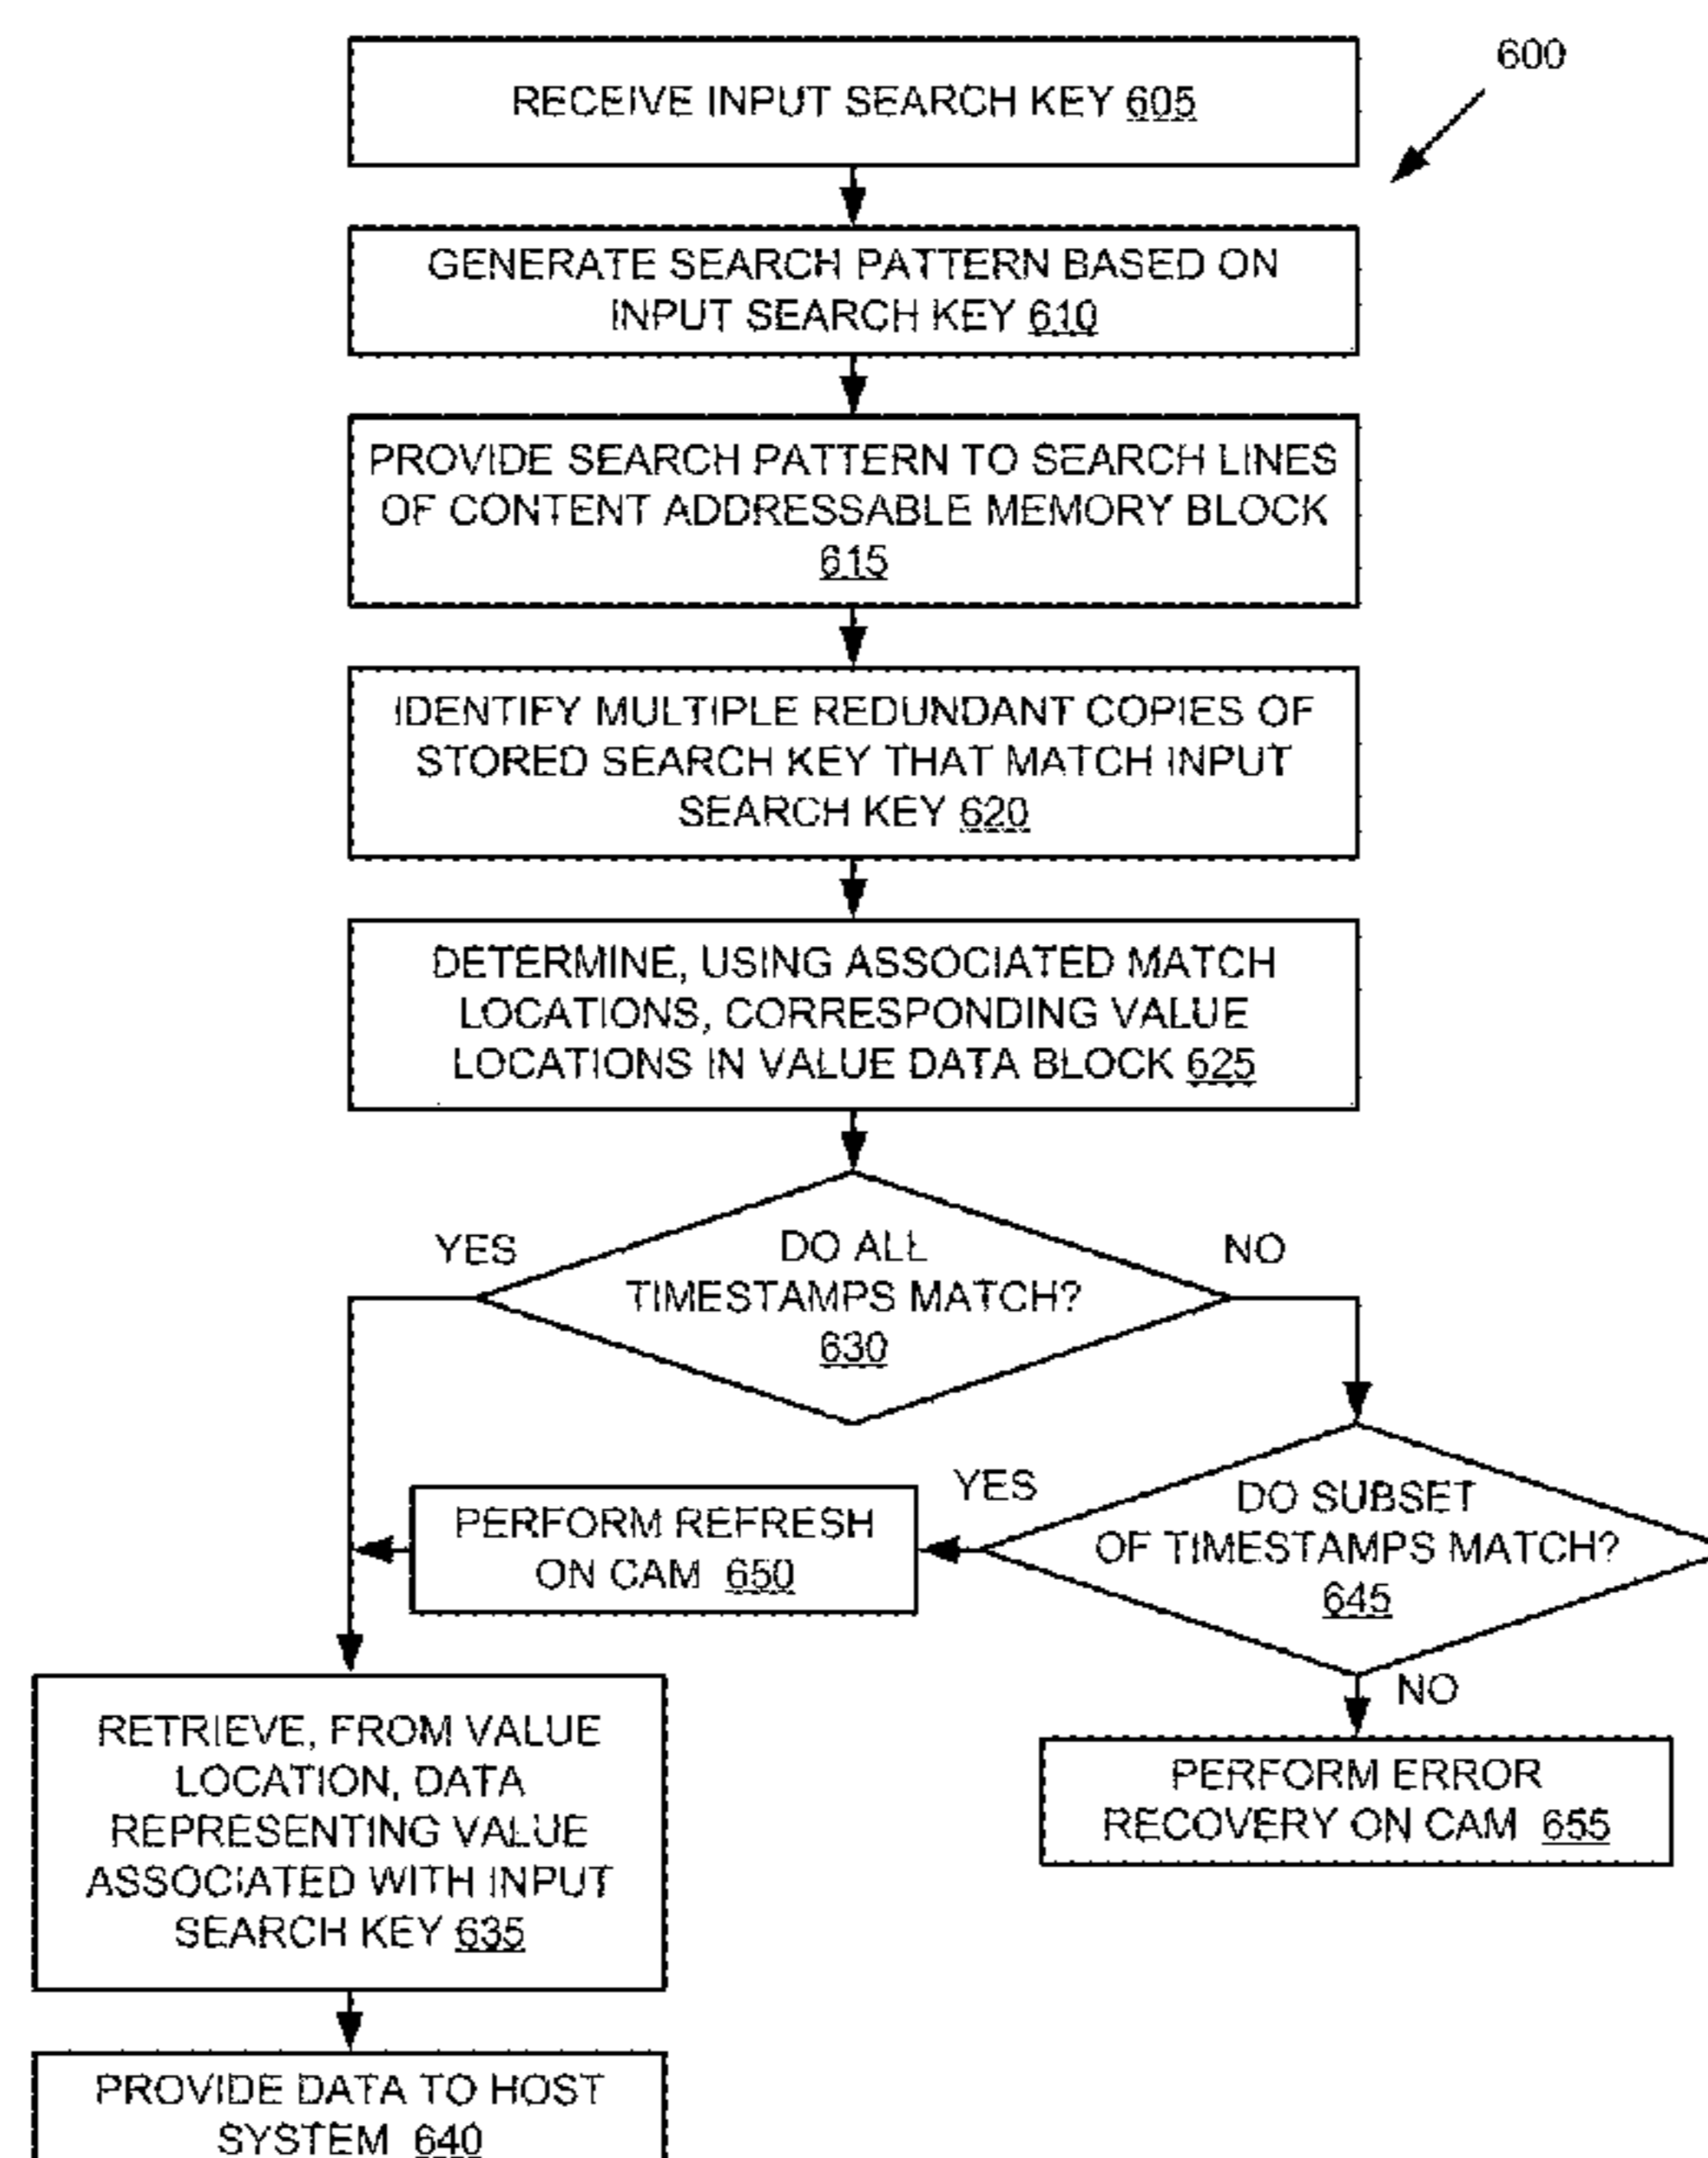 600
RECEIVE INPUT SEARCH KEY 605
GENERATE SEARCH PATTERN BASED ON
INPUT SEARCH KEY 610
PROVIDE SEARCH PATTERN TO SEARCH LINES
OF CONTENT ADDRESSABLE MEMORY BLOCK
615
IDENTIFY MULTIPLE REDUNDANT COPIES OF
STORED SEARCH KEY THAT MATCH INPUT
SEARCH KEY 620
DETERMINE, USING ASSOCIATED MATCH
LOCATIONS, CORRESPONDING VALUE
LOCATIONS IN VALUE DATA BLOCK 625
YES
DO ALL
TIMESTAMPS MATCH?
630
NO
YES
DO SUBSET
OF TIMESTAMPS MATCH?
645
PERFORM REFRESH
ON CAM 650
NO
RETRIEVE, FROM VALUE
LOCATION, DATA
REPRESENTING VALUE
ASSOCIATED WITH INPUT
SEARCH KEY 635
PERFORM ERROR
RECOVERY ON CAM 655
PROVIDE DATA TO HOST
SYSTEM 640